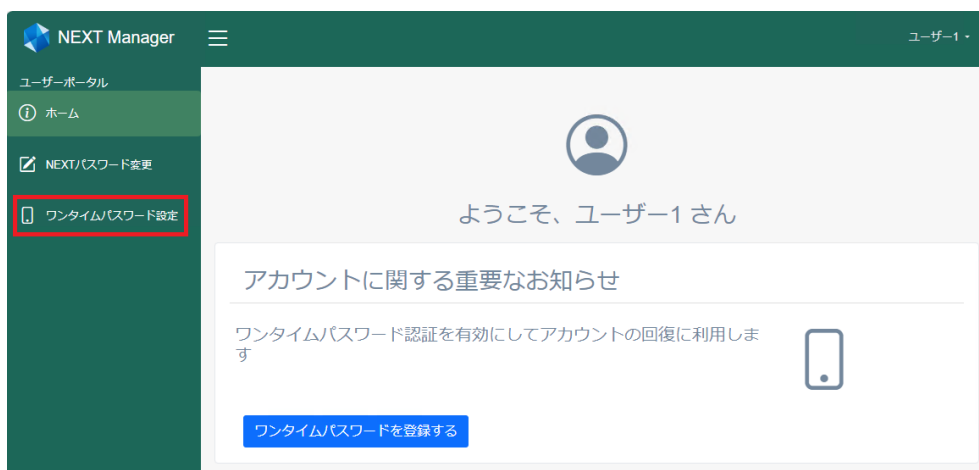 NEXT Manager
ユーザー1
ユーザーポータル
ホーム
NEXTパスワード変更
ワンタイムパスワード設定
ようこそ、ユーザー1 さん
アカウントに関する重要なお知らせ
ワンタイムパスワード認証を有効にしてアカウントの回復に利用しま
す
ワンタイムパスワードを登録する